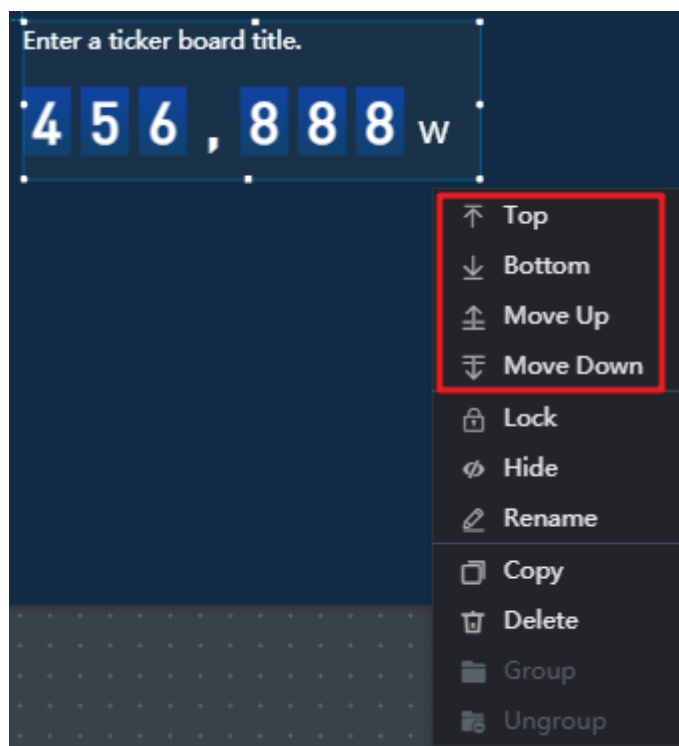 Enter a ticker board title.
456,888 w
Top
Bottom
Move Up
Move Down
Lock
Hide
Rename
Copy
Delete
Group
Ungroup